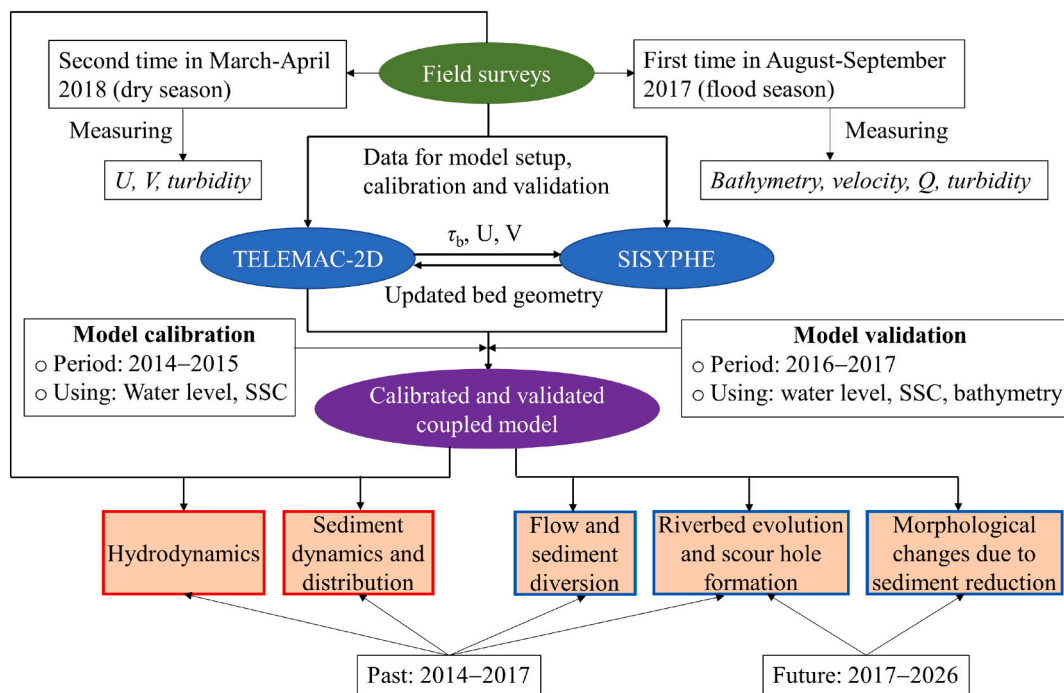 Second time in March-April
2018 (dry season)
Field surveys
First time in August-September
2017 (flood season)
Measuring
Measuring
U, V, turbidity
Data for model setup,
calibration and validation
Bathymetry, velocity, Q, turbidity
τb, U, V
TELEMAC-2D
SISYPHE
Updated bed geometry
Model calibration
○ Period: 2014–2015
○ Using: Water level, SSC
Model validation
○ Period: 2016–2017
○ Using: water level, SSC, bathymetry
Calibrated and validated
coupled model
Hydrodynamics
Sediment
dynamics and
distribution
Flow and
sediment
diversion
Riverbed evolution
and scour hole
formation
Morphological
changes due to
sediment reduction
Past: 2014–2017
Future: 2017–2026